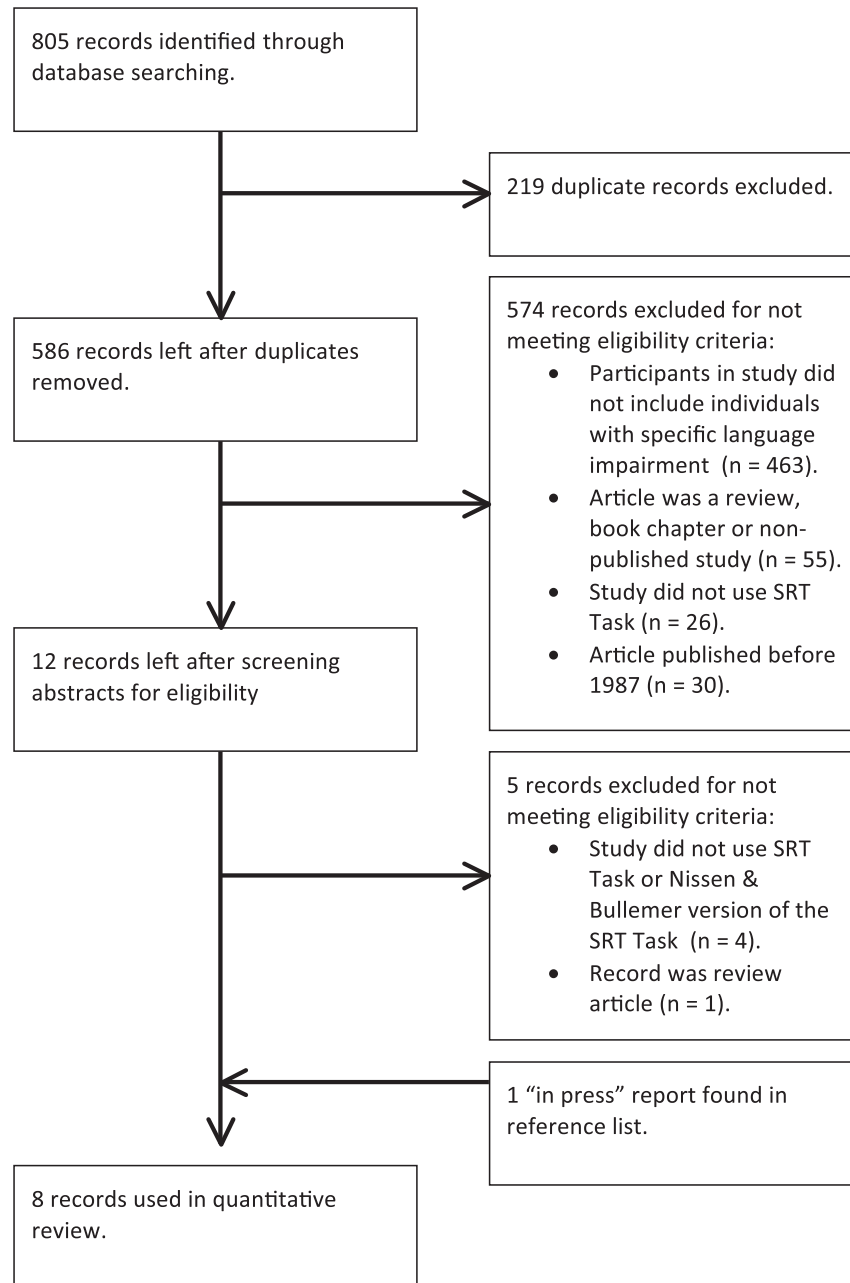 805 records identified through
database searching.
219 duplicate records excluded.
586 records left after duplicates
removed.
574 records excluded for not
meeting eligibility criteria:
• Participants in study did
not include individuals
with specific language
impairment (n = 463).
• Article was a review,
book chapter or non-
published study (n = 55).
• Study did not use SRT
Task (n = 26).
• Article published before
1987 (n = 30).
12 records left after screening
abstracts for eligibility
5 records excluded for not
meeting eligibility criteria:
• Study did not use SRT
Task or Nissen &
Bullemer version of the
SRT Task (n = 4).
• Record was review
article (n = 1).
1 “in press” report found in
reference list.
8 records used in quantitative
review.